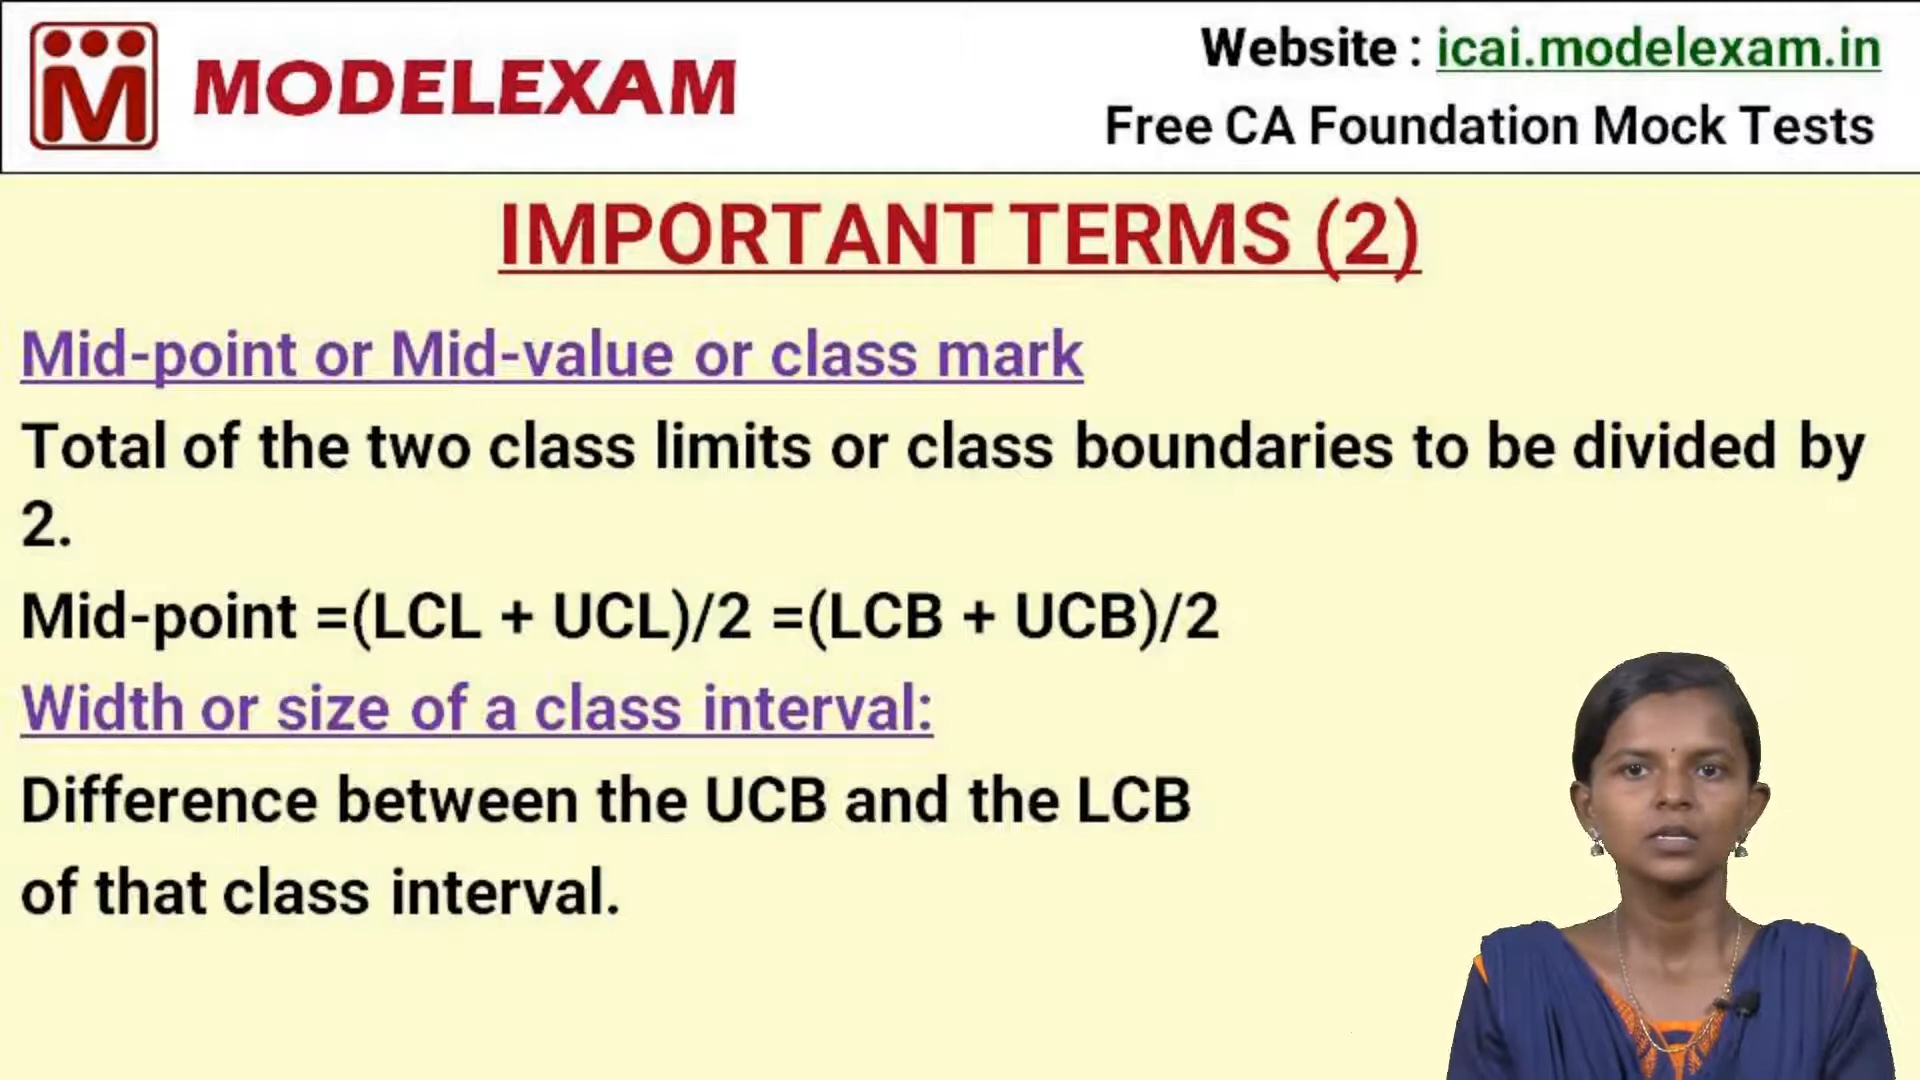 MODELEXAM
Website : icai.modelexam.in
Free CA Foundation Mock Tests
IMPORTANT TERMS (2)
Mid-point or Mid-value or class mark
Total of the two class limits or class boundaries to be divided by
2.
Mid-point =(LCL + UCL)/2 =(LCB + UCB)/2
Width or size of a class interval:
Difference between the UCB and the LCB
of that class interval.